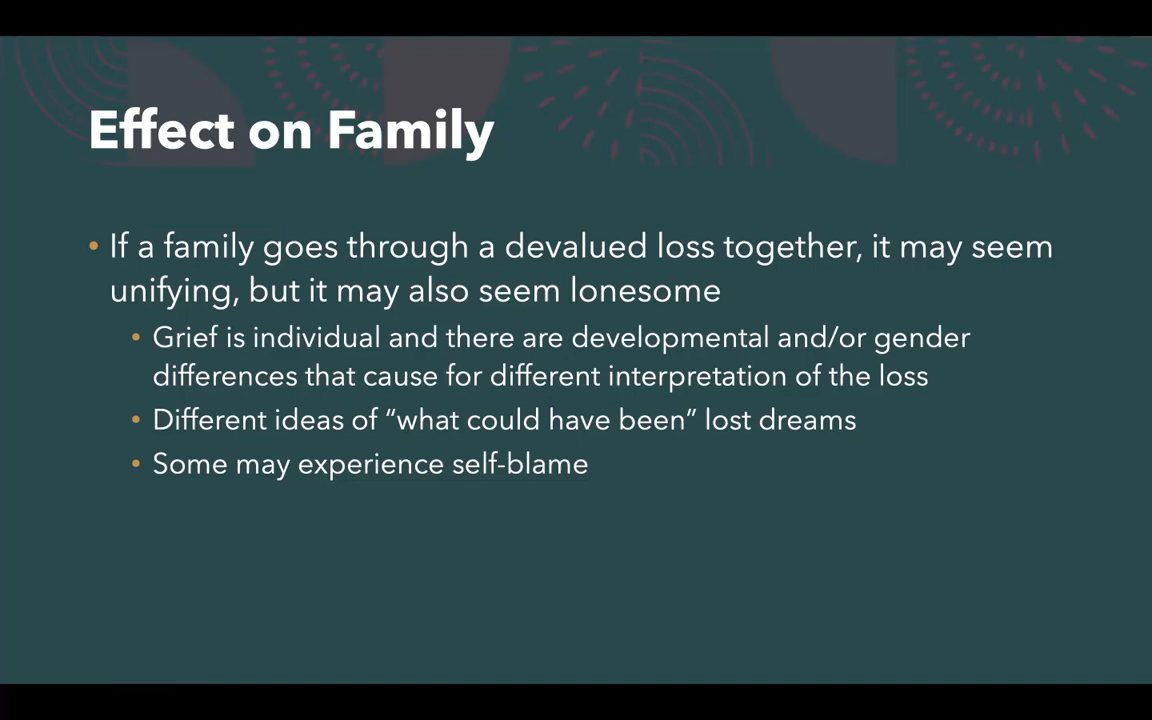 Effect on Family
• If a family goes through a devalued loss together, it may seem
unifying, but it may also seem lonesome
• Grief is individual and there are developmental and/or gender
differences that cause for different interpretation of the loss
• Different ideas of “what could have been” lost dreams
• Some may experience self-blame